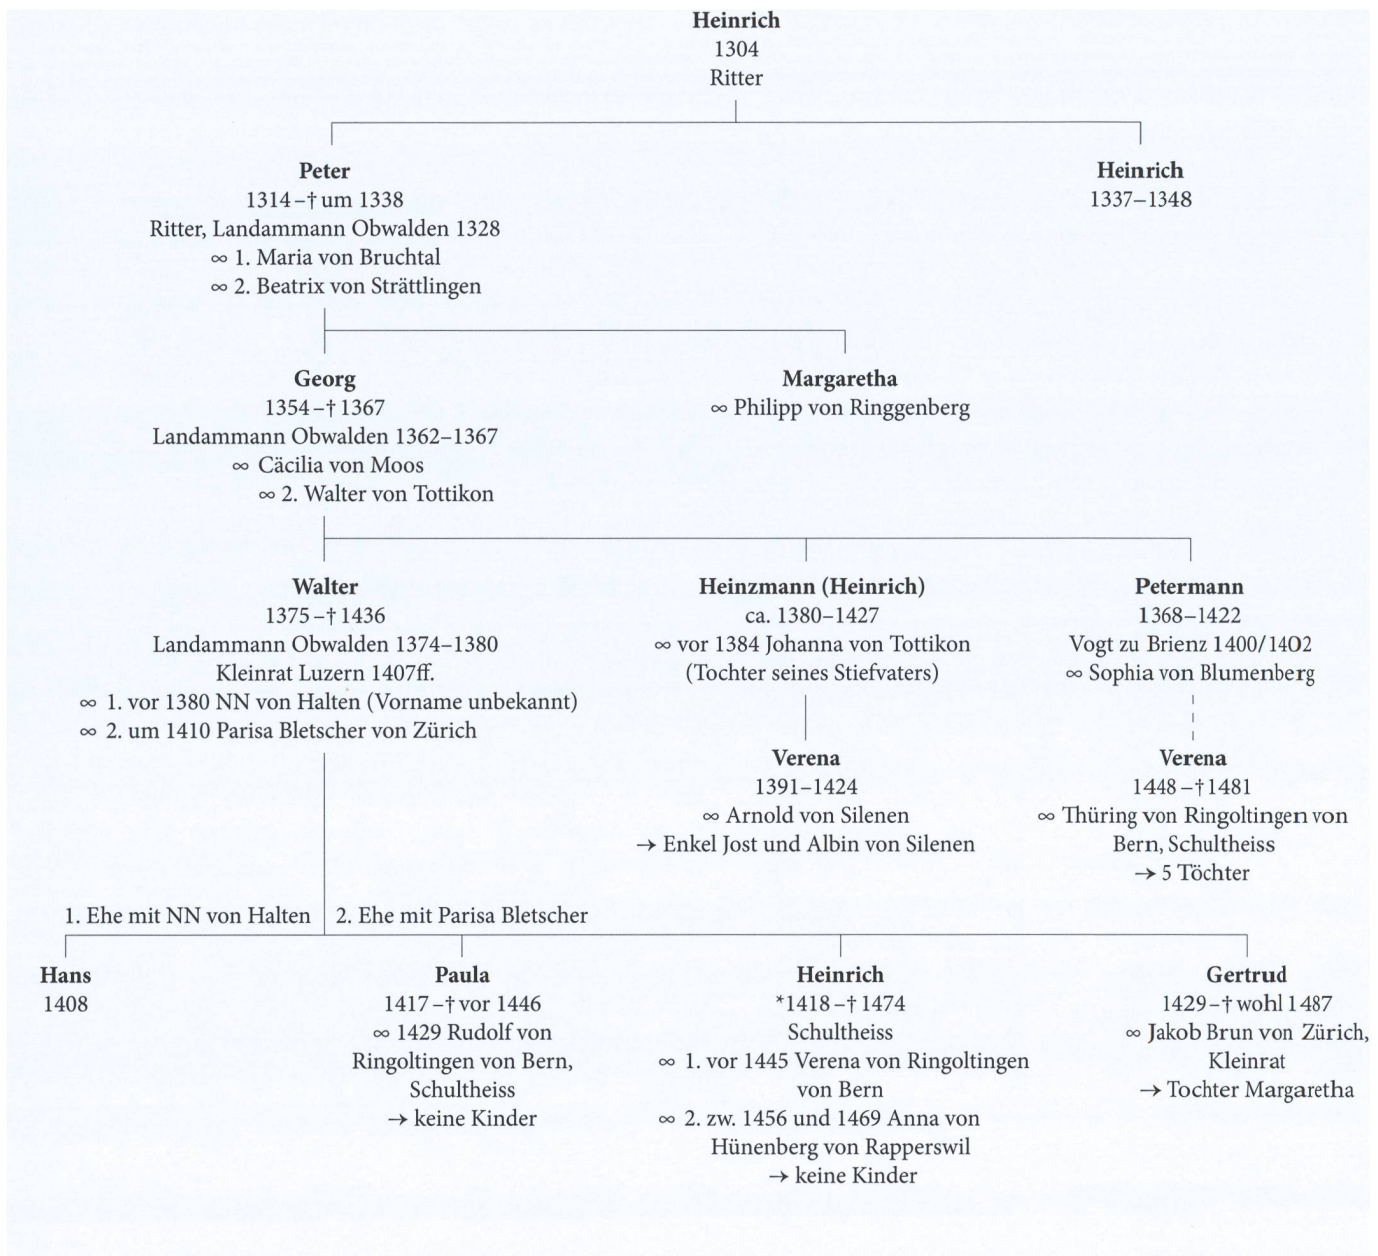 Heinrich
1304
Ritter
Peter
1314 – † um 1338
Ritter, Landammann Obwalden 1328
∞ 1. Maria von Bruchtal
∞ 2. Beatrix von Strättlingen
Heinrich
1337–1348
Georg
1354 – † 1367
Landammann Obwalden 1362–1367
∞ Cäcilia von Moos
∞ 2. Walter von Tottikon
Margaretha
∞ Philipp von Ringgenberg
Walter
1375 – † 1436
Landammann Obwalden 1374–1380
Kleinrat Luzern 1407ff.
∞ 1. vor 1380 NN von Halten (Vorname unbekannt)
∞ 2. um 1410 Parisa Bletscher von Zürich
Heinzmann (Heinrich)
ca. 1380–1427
∞ vor 1384 Johanna von Tottikon
(Tochter seines Stiefvaters)
Petermann
1368–1422
Vogt zu Brienz 1400/1402
∞ Sophia von Blumenberg
Verena
1391–1424
∞ Arnold von Silenen
→ Enkel Jost und Albin von Silenen
Verena
1448 – † 1481
∞ Thüring von Ringoltingen von
Bern, Schultheiss
→ 5 Töchter
1. Ehe mit NN von Halten
2. Ehe mit Parisa Bletscher
Hans
1408
Paula
1417 – † vor 1446
∞ 1429 Rudolf von
Ringoltingen von Bern,
Schultheiss
→ keine Kinder
Heinrich
*1418 – † 1474
Schultheiss
∞ 1. vor 1445 Verena von Ringoltingen
von Bern
∞ 2. zw. 1456 und 1469 Anna von
Hünenberg von Rapperswil
→ keine Kinder
Gertrud
1429 – † wohl 1487
∞ Jakob Brun von Zürich,
Kleinrat
→ Tochter Margaretha